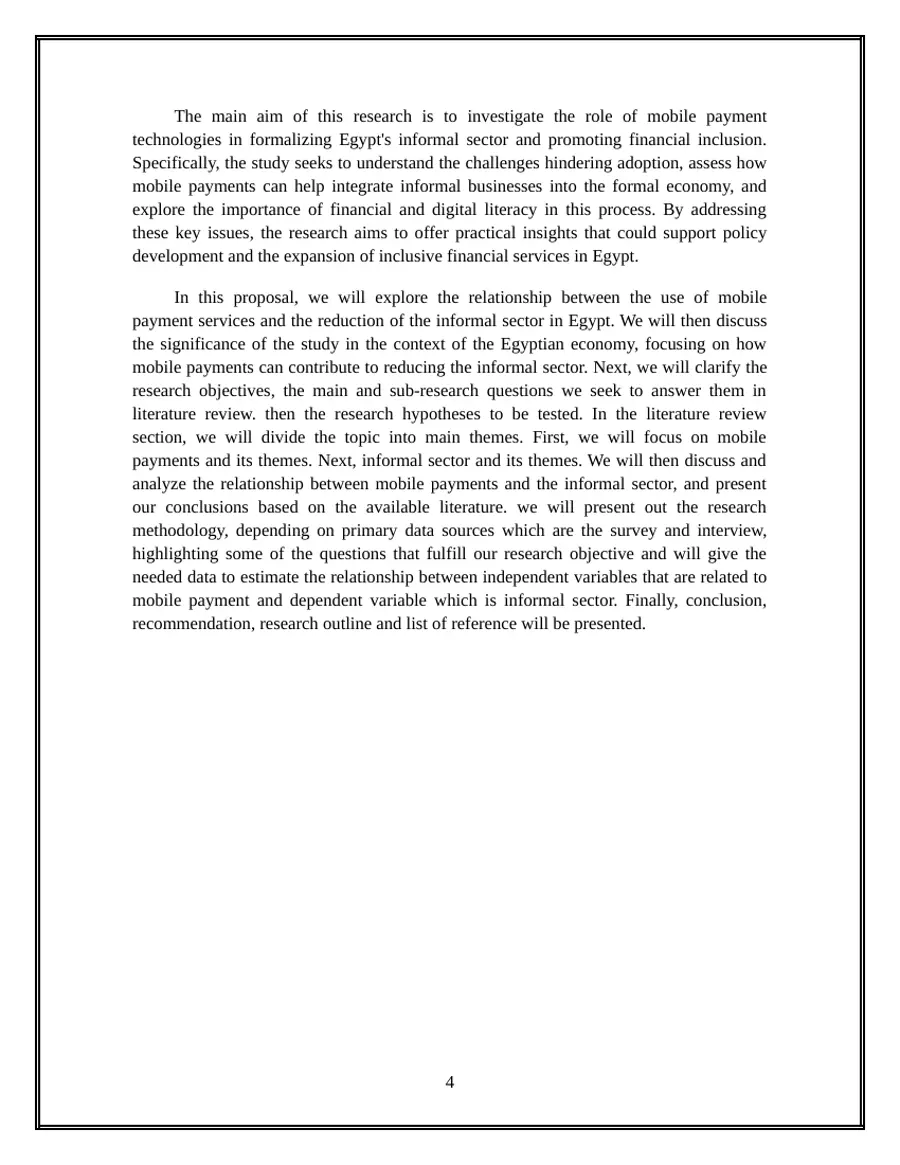 The main aim of this research is to investigate the role of mobile payment
technologies in formalizing Egypt's informal sector and promoting financial inclusion.
Specifically, the study seeks to understand the challenges hindering adoption, assess how
mobile payments can help integrate informal businesses into the formal economy, and
explore the importance of financial and digital literacy in this process. By addressing
these key issues, the research aims to offer practical insights that could support policy
development and the expansion of inclusive financial services in Egypt.
In this proposal, we will explore the relationship between the use of mobile
payment services and the reduction of the informal sector in Egypt. We will then discuss
the significance of the study in the context of the Egyptian economy, focusing on how
mobile payments can contribute to reducing the informal sector. Next, we will clarify the
research objectives, the main and sub-research questions we seek to answer them in
literature review. then the research hypotheses to be tested. In the literature review
section, we will divide the topic into main themes. First, we will focus on mobile
payments and its themes. Next, informal sector and its themes. We will then discuss and
analyze the relationship between mobile payments and the informal sector, and present
our conclusions based on the available literature. we will present out the research
methodology, depending on primary data sources which are the survey and interview,
highlighting some of the questions that fulfill our research objective and will give the
needed data to estimate the relationship between independent variables that are related to
mobile payment and dependent variable which is informal sector. Finally, conclusion,
recommendation, research outline and list of reference will be presented.
4